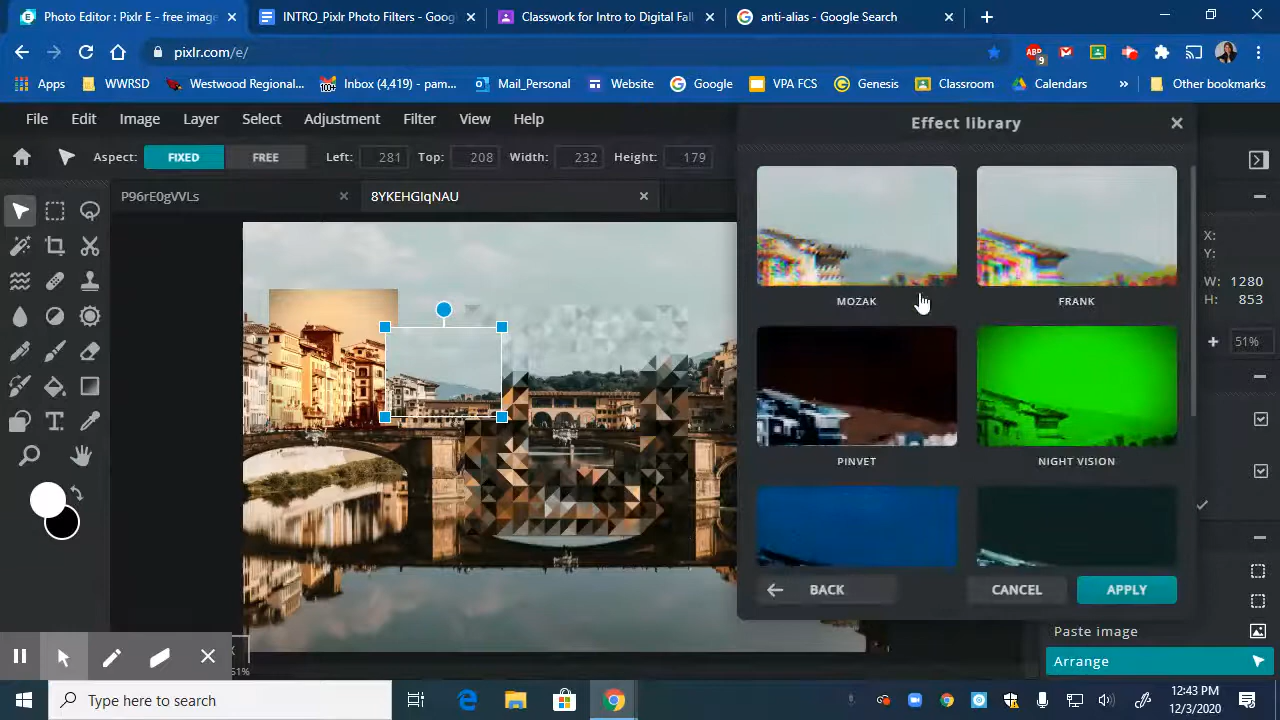 Photo Editor : Pixlr E - free image
INTRO_Pixlr Photo Filters - Goog
Classwork for Intro to Digital Fall
anti-alias - Google Search
pixlr.com/e/
ABP
9
Apps
WWRSD
Westwood Regional...
100+
Inbox (4,419) - pam...
Mail_Personal
Website
Google
VPA FCS
Genesis
Classroom
Calendars
»
Other bookmarks
File
Edit
Image
Layer
Select
Adjustment
Filter
View
Help
Effect library
Aspect:
FIXED
FREE
Left:
281
Top:
208
Width:
232
Height:
179
P96rE0gVVLs
8YKEHGIqNAU
X:
Y:
W: 1280
H: 853
51%
MOZAK
FRANK
PINVET
NIGHT VISION
BACK
CANCEL
APPLY
Paste image
Arrange
Type here to search
12:43 PM
12/3/2020